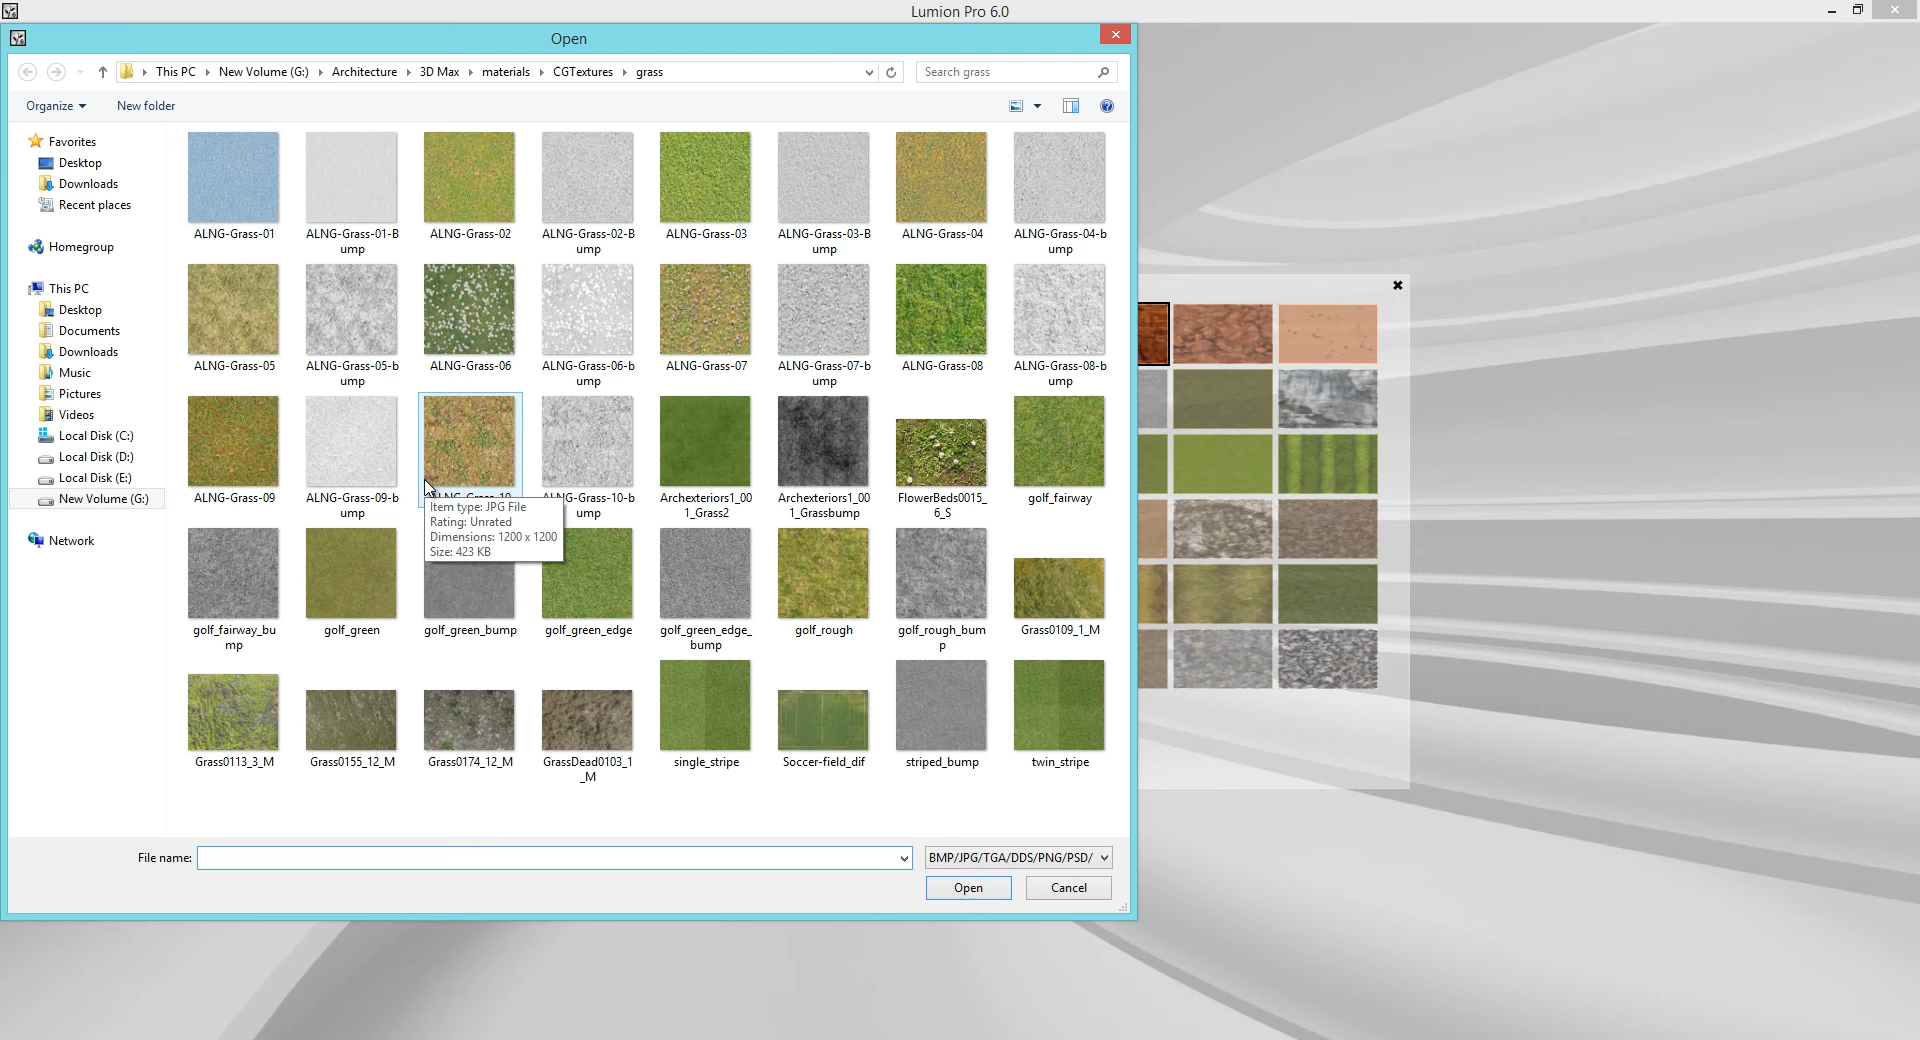 Lumion Pro 6.0
Open
This PC
New Volume (G:)
Architecture
3D Max
materials
CGTextures
grass
Search grass
Organize
New folder
Favorites
Desktop
Downloads
Recent places
Homegroup
This PC
Desktop
Documents
Downloads
Music
Pictures
Videos
Local Disk (C:)
Local Disk (D:)
Local Disk (E:)
New Volume (G:)
Network
ALNG-Grass-01
ALNG-Grass-01-B
ump
ALNG-Grass-02
ALNG-Grass-02-B
ump
ALNG-Grass-03
ALNG-Grass-03-B
ump
ALNG-Grass-04
ALNG-Grass-04-b
ump
ALNG-Grass-05
ALNG-Grass-05-b
ump
ALNG-Grass-06
ALNG-Grass-06-b
ump
ALNG-Grass-07
ALNG-Grass-07-b
ump
ALNG-Grass-08
ALNG-Grass-08-b
ump
ALNG-Grass-09
ALNG-Grass-09-b
ump
ALNG-Grass-10
ALNG-Grass-10-b
ump
Archexteriors1_00
1_Grass2
Archexteriors1_00
1_Grassbump
FlowerBeds0015_
6_S
golf_fairway
Item type: JPG File
Rating: Unrated
Dimensions: 1200 x 1200
Size: 423 KB
golf_fairway_bu
mp
golf_green
golf_green_bump
golf_green_edge
golf_green_edge_
bump
golf_rough
golf_rough_bum
p
Grass0109_1_M
Grass0113_3_M
Grass0155_12_M
Grass0174_12_M
GrassDead0103_1
_M
single_stripe
Soccer-field_dif
striped_bump
twin_stripe
File name:
BMP/JPG/TGA/DDS/PNG/PSD/
Open
Cancel